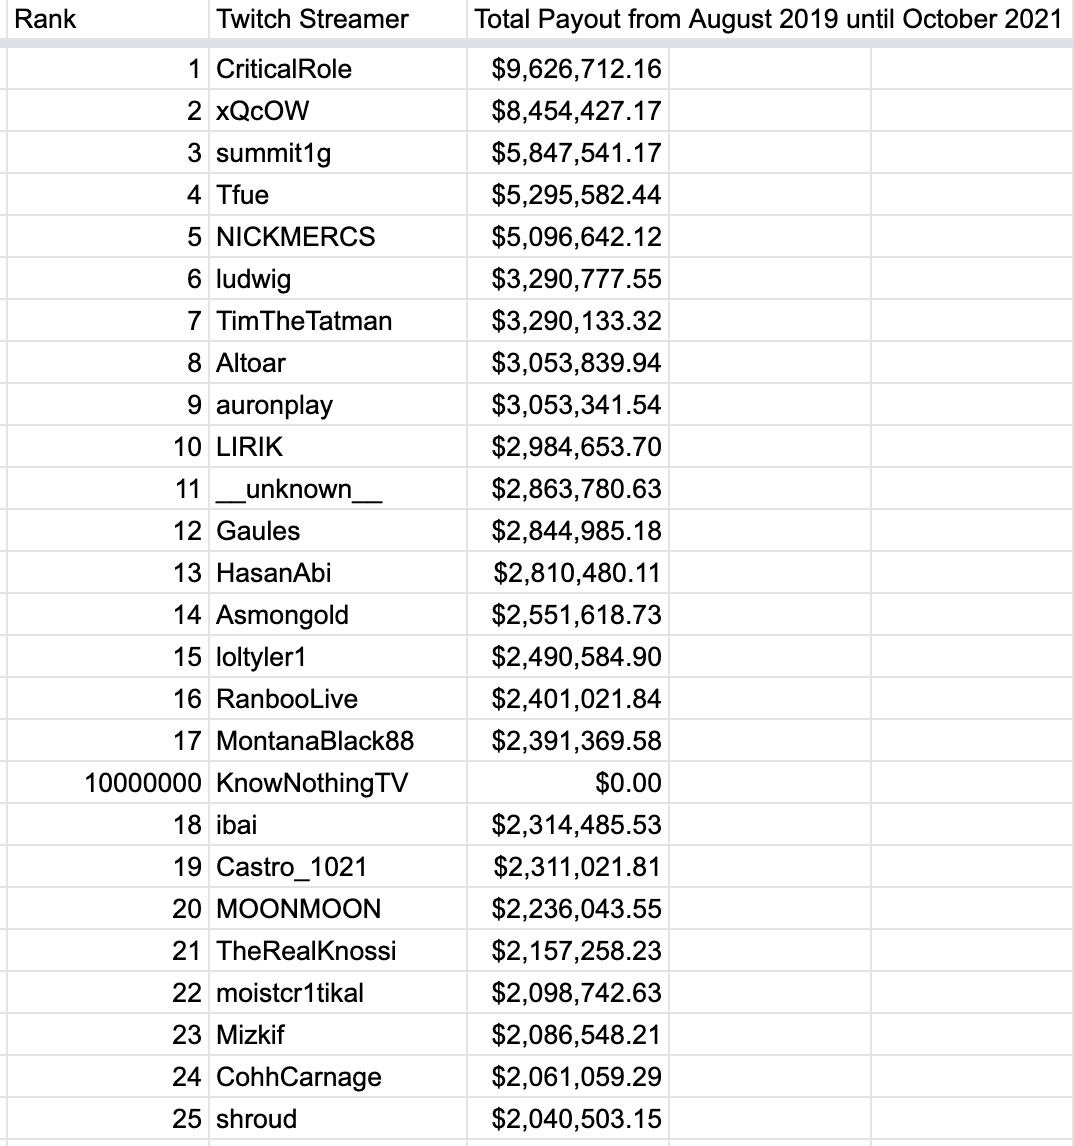 Rank Twitch Streamer Total Payout from August 2019 until October 2021
1 CriticalRole $9,626,712.16
2 xQcOW $8,454,427.17
3 summit1g $5,847,541.17
4 Tfue $5,295,582.44
5 NICKMERCS $5,096,642.12
6 ludwig $3,290,777.55
7 TimTheTatman $3,290,133.32
8 Altoar $3,053,839.94
9 auronplay $3,053,341.54
10 LIRIK $2,984,653.70
11 __unknown__ $2,863,780.63
12 Gaules $2,844,985.18
13 HasanAbi $2,810,480.11
14 Asmongold $2,551,618.73
15 loltyler1 $2,490,584.90
16 RanbooLive $2,401,021.84
17 MontanaBlack88 $2,391,369.58
10000000 KnowNothingTV $0.00
18 ibai $2,314,485.53
19 Castro_1021 $2,311,021.81
20 MOONMOON $2,236,043.55
21 TheRealKnossi $2,157,258.23
22 moistcr1tikal $2,098,742.63
23 Mizkif $2,086,548.21
24 CohhCarnage $2,061,059.29
25 shroud $2,040,503.15